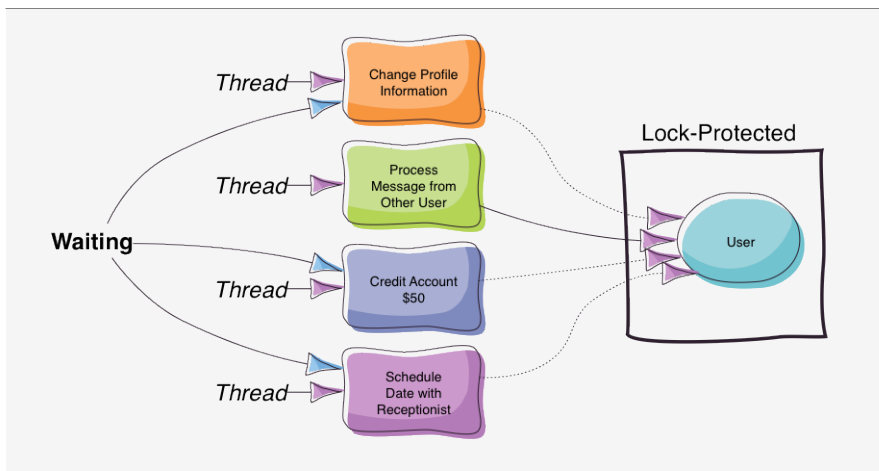 Thread
Change Profile
Information
Lock-Protected
Thread
Process
Message from
Other User
Waiting
User
Thread
Credit Account
$50
Thread
Schedule
Date with
Receptionist